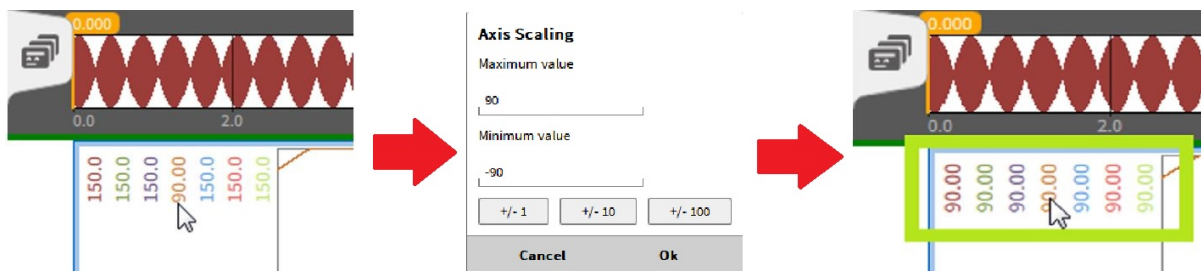 0.000
0.0 2.0
150.0 150.0 150.0 90.00 150.0 150.0 150.0
Axis Scaling
Maximum value
90
Minimum value
-90
+/- 1 +/- 10 +/- 100
Cancel Ok
0.000
0.0 2.0
90.00 90.00 90.00 90.00 90.00 90.00 90.00